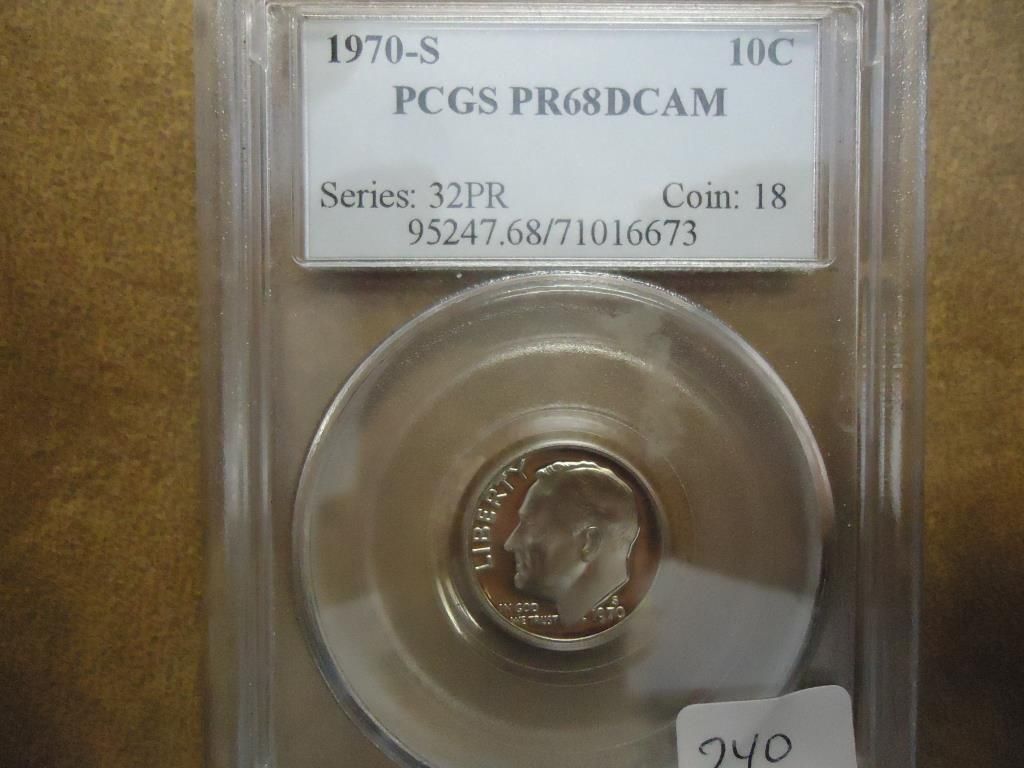 1970-S 10C
PCGS PR68DCAM
Series: 32PR Coin: 18
95247.68/71016673
LIBERTY
IN GOD
WE TRUST
S
1970
240